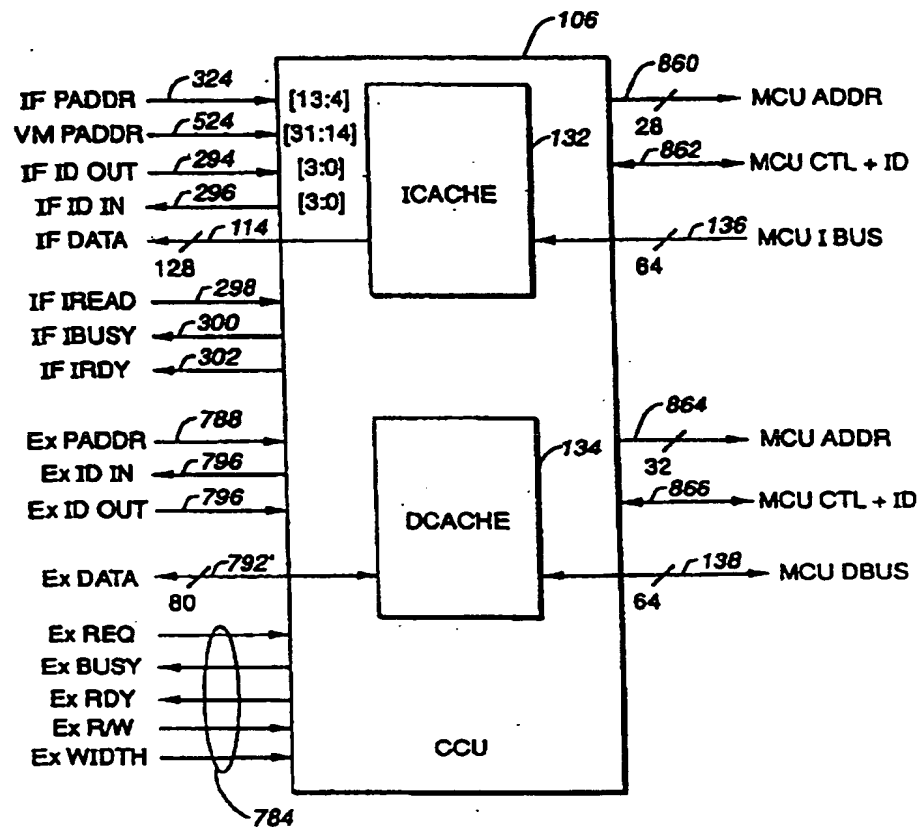 106
IF PADDR 324 [13:4] 860 MCU ADDR
28
VM PADDR 524 [31:14] 132
IF ID OUT 294 [3:0] 862 MCU CTL + ID
IF ID IN 296 [3:0] ICACHE
IF DATA 114 136 MCU I BUS
128 64
IF IREAD 298
IF IBUSY 300
IF IRDY 302
Ex PADDR 788 134 864 MCU ADDR
32
Ex ID IN 796
Ex ID OUT 796 866 MCU CTL + ID
DCACHE
Ex DATA 792' 138 MCU DBUS
80 64
Ex REQ
Ex BUSY
Ex RDY
Ex R/W
Ex WIDTH
CCU
784